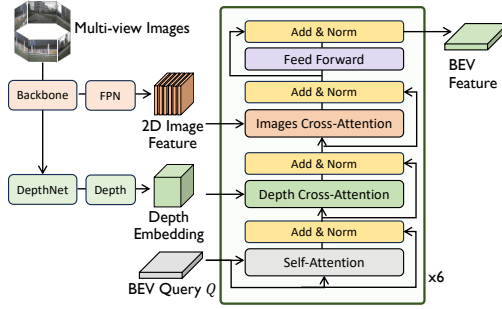 Multi-view Images
Backbone
FPN
2D Image
Feature
DepthNet
Depth
Depth
Embedding
BEV Query Q
Add & Norm
Feed Forward
Add & Norm
Images Cross-Attention
Add & Norm
Depth Cross-Attention
Add & Norm
Self-Attention
x6
BEV
Feature